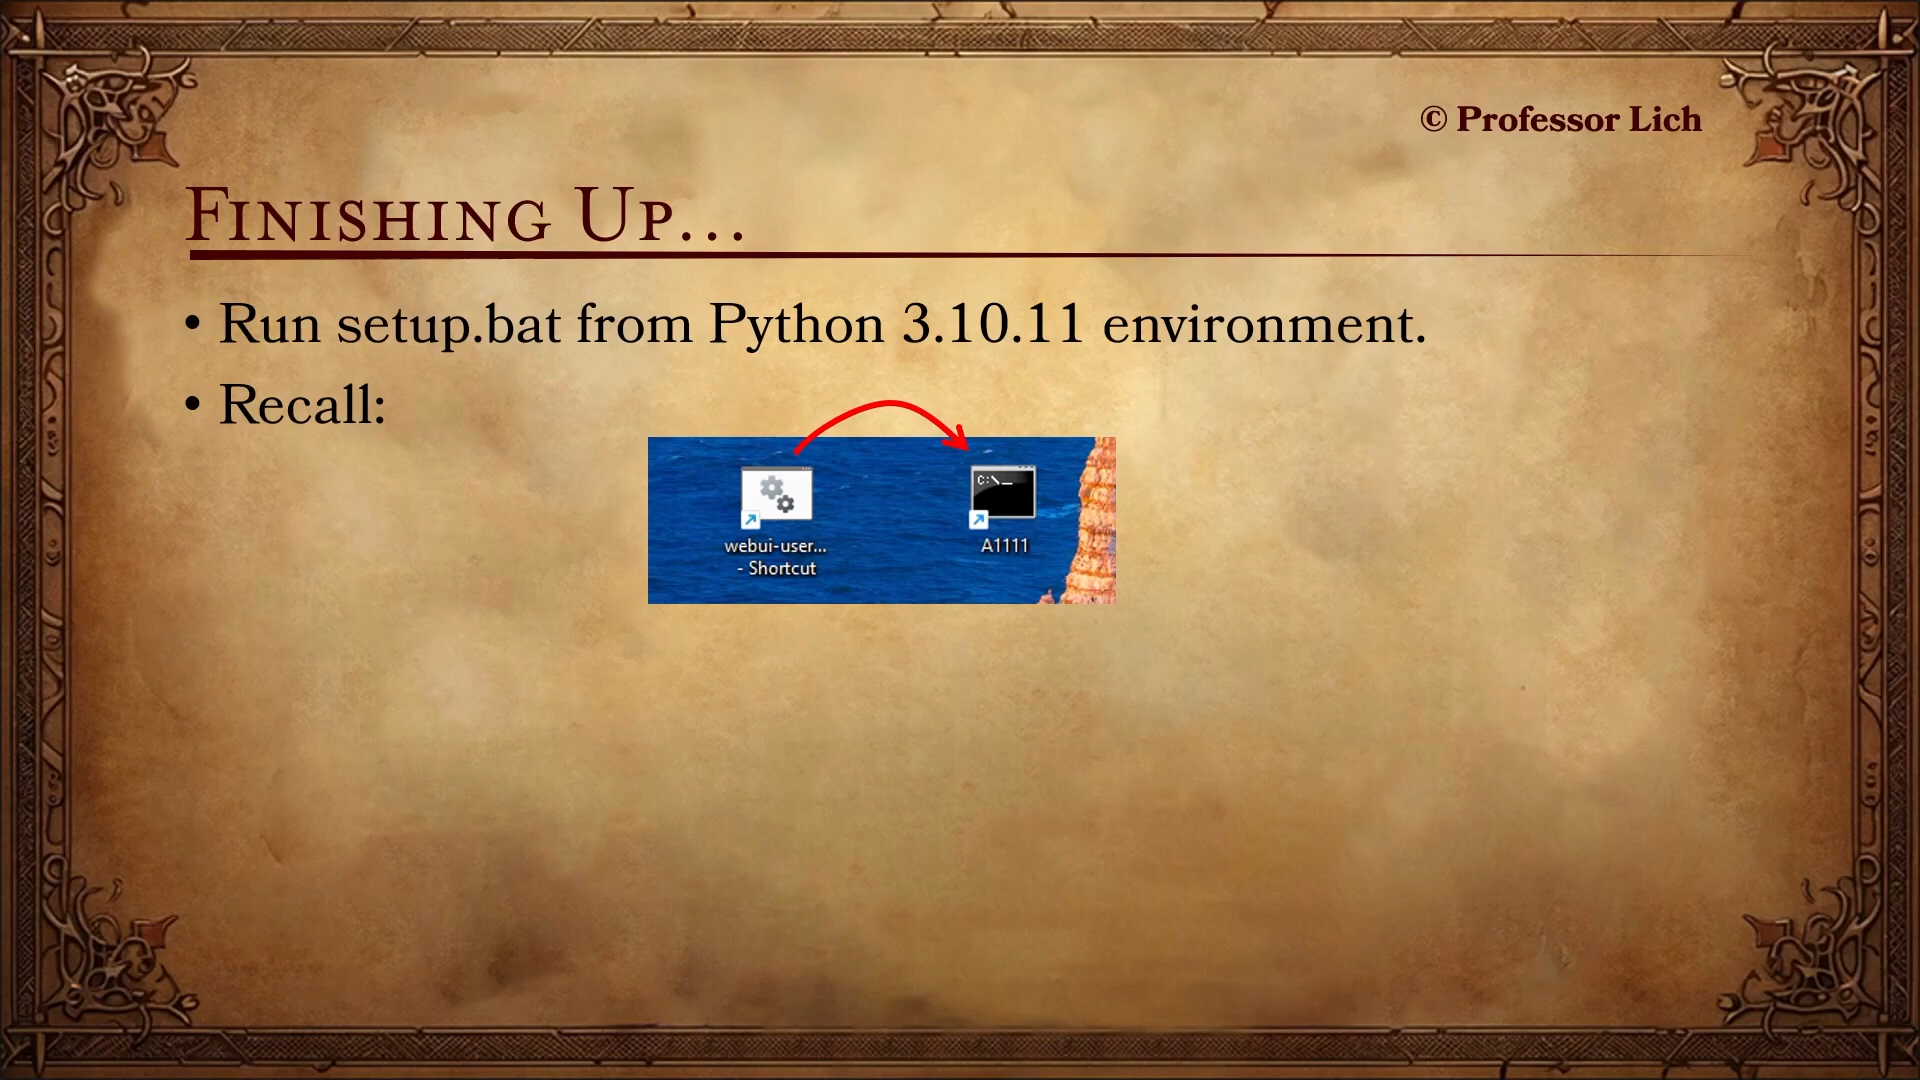 © Professor Lich
Finishing Up...
• Run setup.bat from Python 3.10.11 environment.
• Recall:
C:\_
webui-user...
- Shortcut
A1111